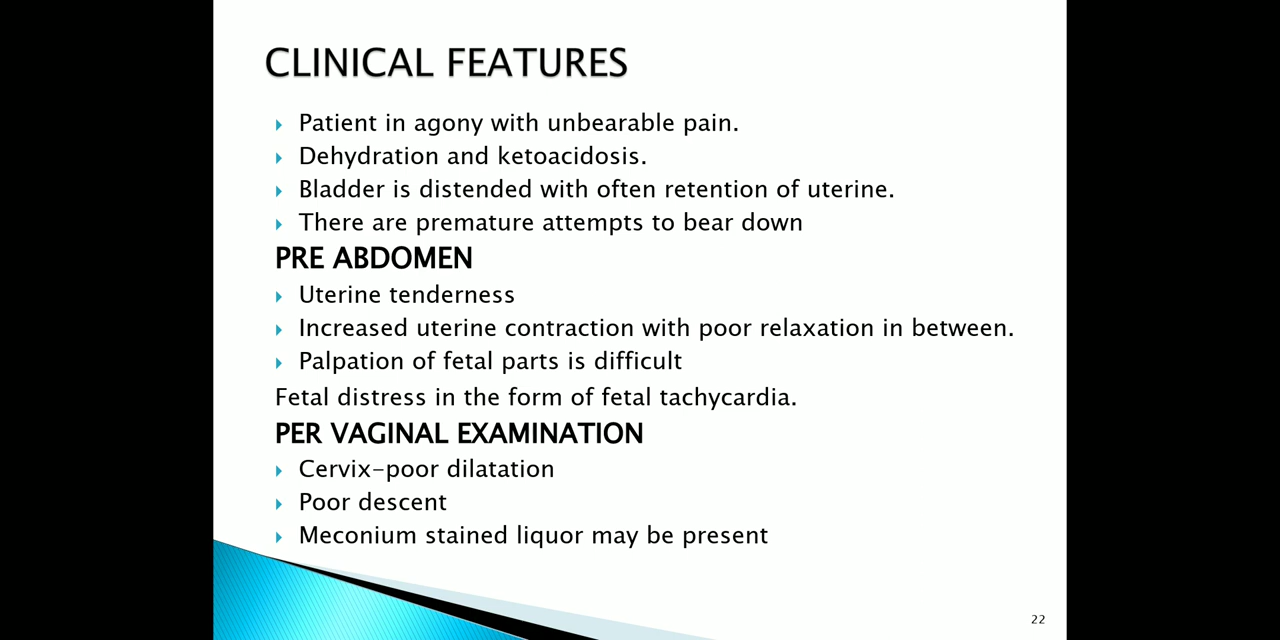 CLINICAL FEATURES
Patient in agony with unbearable pain.
Dehydration and ketoacidosis.
Bladder is distended with often retention of uterine.
There are premature attempts to bear down
PRE ABDOMEN
Uterine tenderness
Increased uterine contraction with poor relaxation in between.
Palpation of fetal parts is difficult
Fetal distress in the form of fetal tachycardia.
PER VAGINAL EXAMINATION
Cervix-poor dilatation
Poor descent
Meconium stained liquor may be present
22